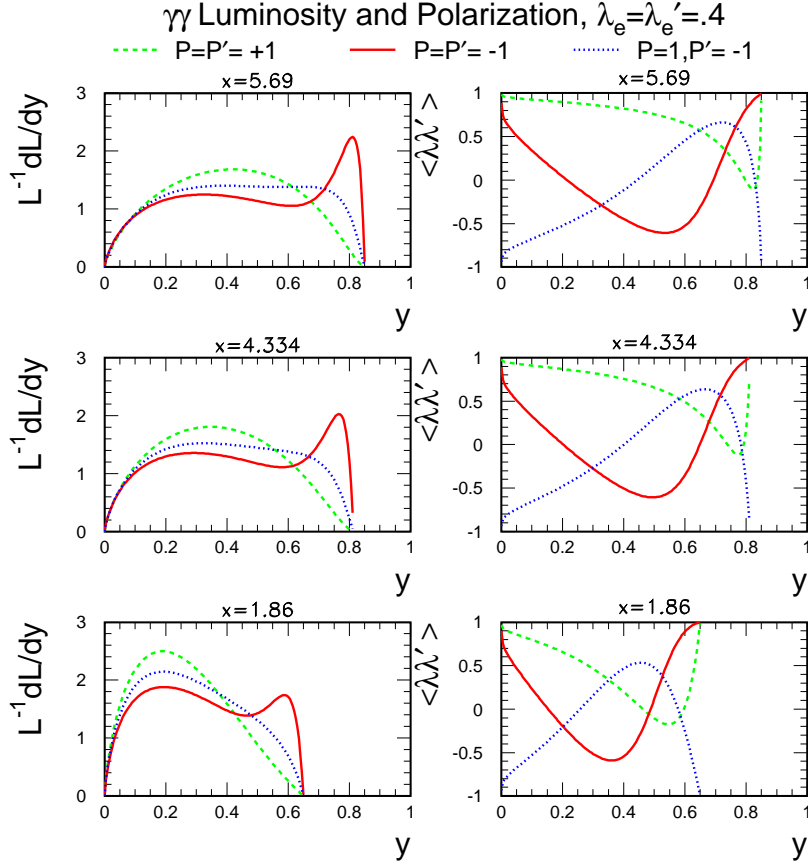 γγ Luminosity and Polarization, λe=λe′=.4
P=P′= +1 P=P′= -1 P=1,P′= -1
x=5.69
L⁻¹dL/dy
3
2
1
0
0 0.2 0.4 0.6 0.8 1
y
x=5.69
<λλ′>
1
0.5
0
-0.5
-1
0 0.2 0.4 0.6 0.8 1
y
x=4.334
L⁻¹dL/dy
3
2
1
0
0 0.2 0.4 0.6 0.8 1
y
x=4.334
<λλ′>
1
0.5
0
-0.5
-1
0 0.2 0.4 0.6 0.8 1
y
x=1.86
L⁻¹dL/dy
3
2
1
0
0 0.2 0.4 0.6 0.8 1
y
x=1.86
<λλ′>
1
0.5
0
-0.5
-1
0 0.2 0.4 0.6 0.8 1
y